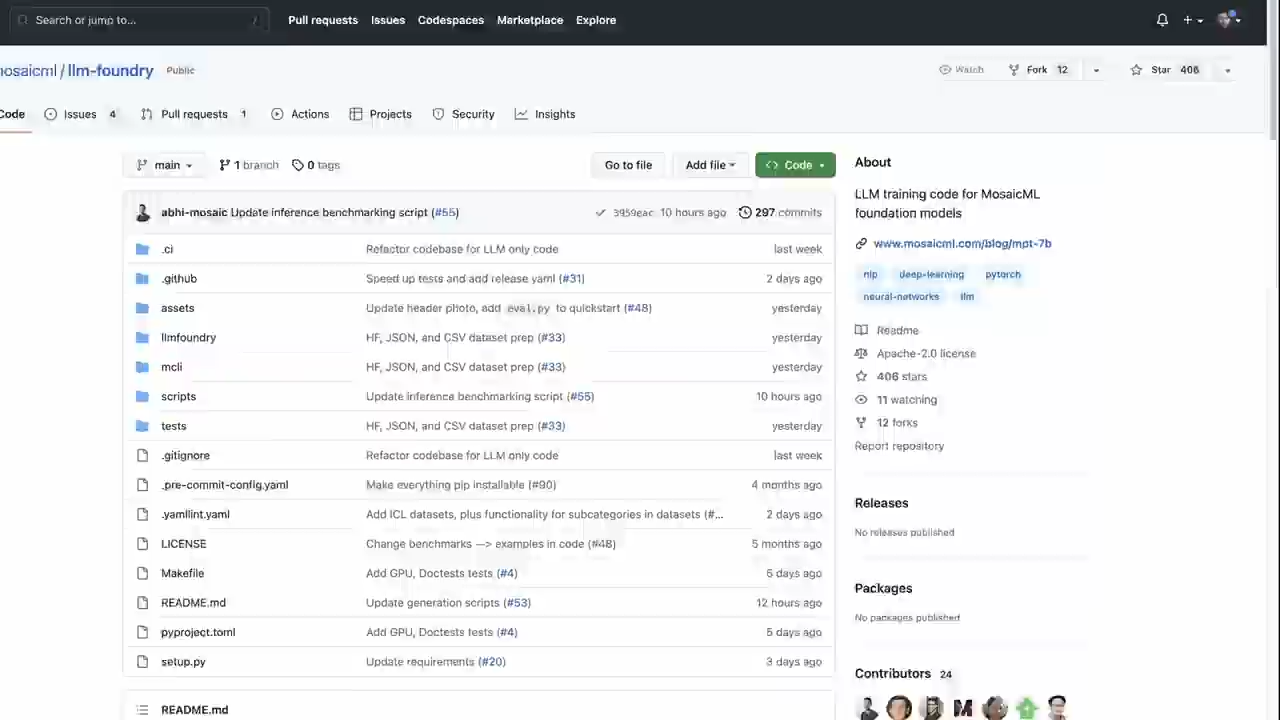 Search or jump to... / Pull requests Issues Codespaces Marketplace Explore
mosaicml / llm-foundry Public Watch Fork 12 Star 406
Code Issues 4 Pull requests 1 Actions Projects Security Insights
main 1 branch 0 tags Go to file Add file Code
abhi-mosaic Update inference benchmarking script (#55) 3959eac 10 hours ago 297 commits
.ci Refactor codebase for LLM only code last week
.github Speed up tests and add release yaml (#31) 2 days ago
assets Update header photo, add eval.py to quickstart (#48) yesterday
llmfoundry HF, JSON, and CSV dataset prep (#33) yesterday
mcli HF, JSON, and CSV dataset prep (#33) yesterday
scripts Update inference benchmarking script (#55) 10 hours ago
tests HF, JSON, and CSV dataset prep (#33) yesterday
.gitignore Refactor codebase for LLM only code last week
.pre-commit-config.yaml Make everything pip installable (#90) 4 months ago
.yamllint.yaml Add ICL datasets, plus functionality for subcategories in datasets (#... 2 days ago
LICENSE Change benchmarks —> examples in code (#48) 5 months ago
Makefile Add GPU, Doctests tests (#4) 6 days ago
README.md Update generation scripts (#53) 12 hours ago
pyproject.toml Add GPU, Doctests tests (#4) 5 days ago
setup.py Update requirements (#20) 3 days ago
README.md
About
LLM training code for MosaicML
foundation models
www.mosaicml.com/blog/mpt-7b
nlp deep-learning pytorch
neural-networks llm
Readme
Apache-2.0 license
406 stars
11 watching
12 forks
Report repository
Releases
No releases published
Packages
No packages published
Contributors 24